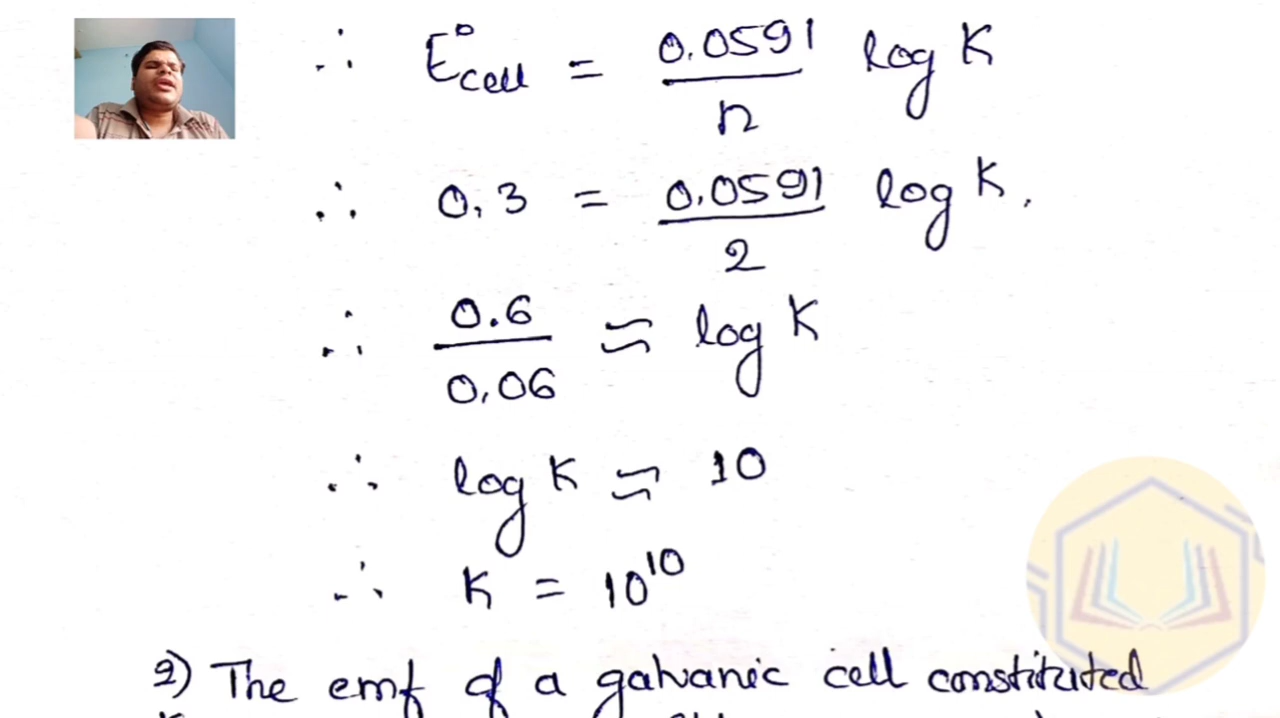 ∴ E°cell = 0.0591/n log K
∴ 0.3 = 0.0591/2 log K.
∴ 0.6/0.06 ≈ log K
∴ log K ≈ 10
∴ K = 10^10
2) The emf of a galvanic cell constituted